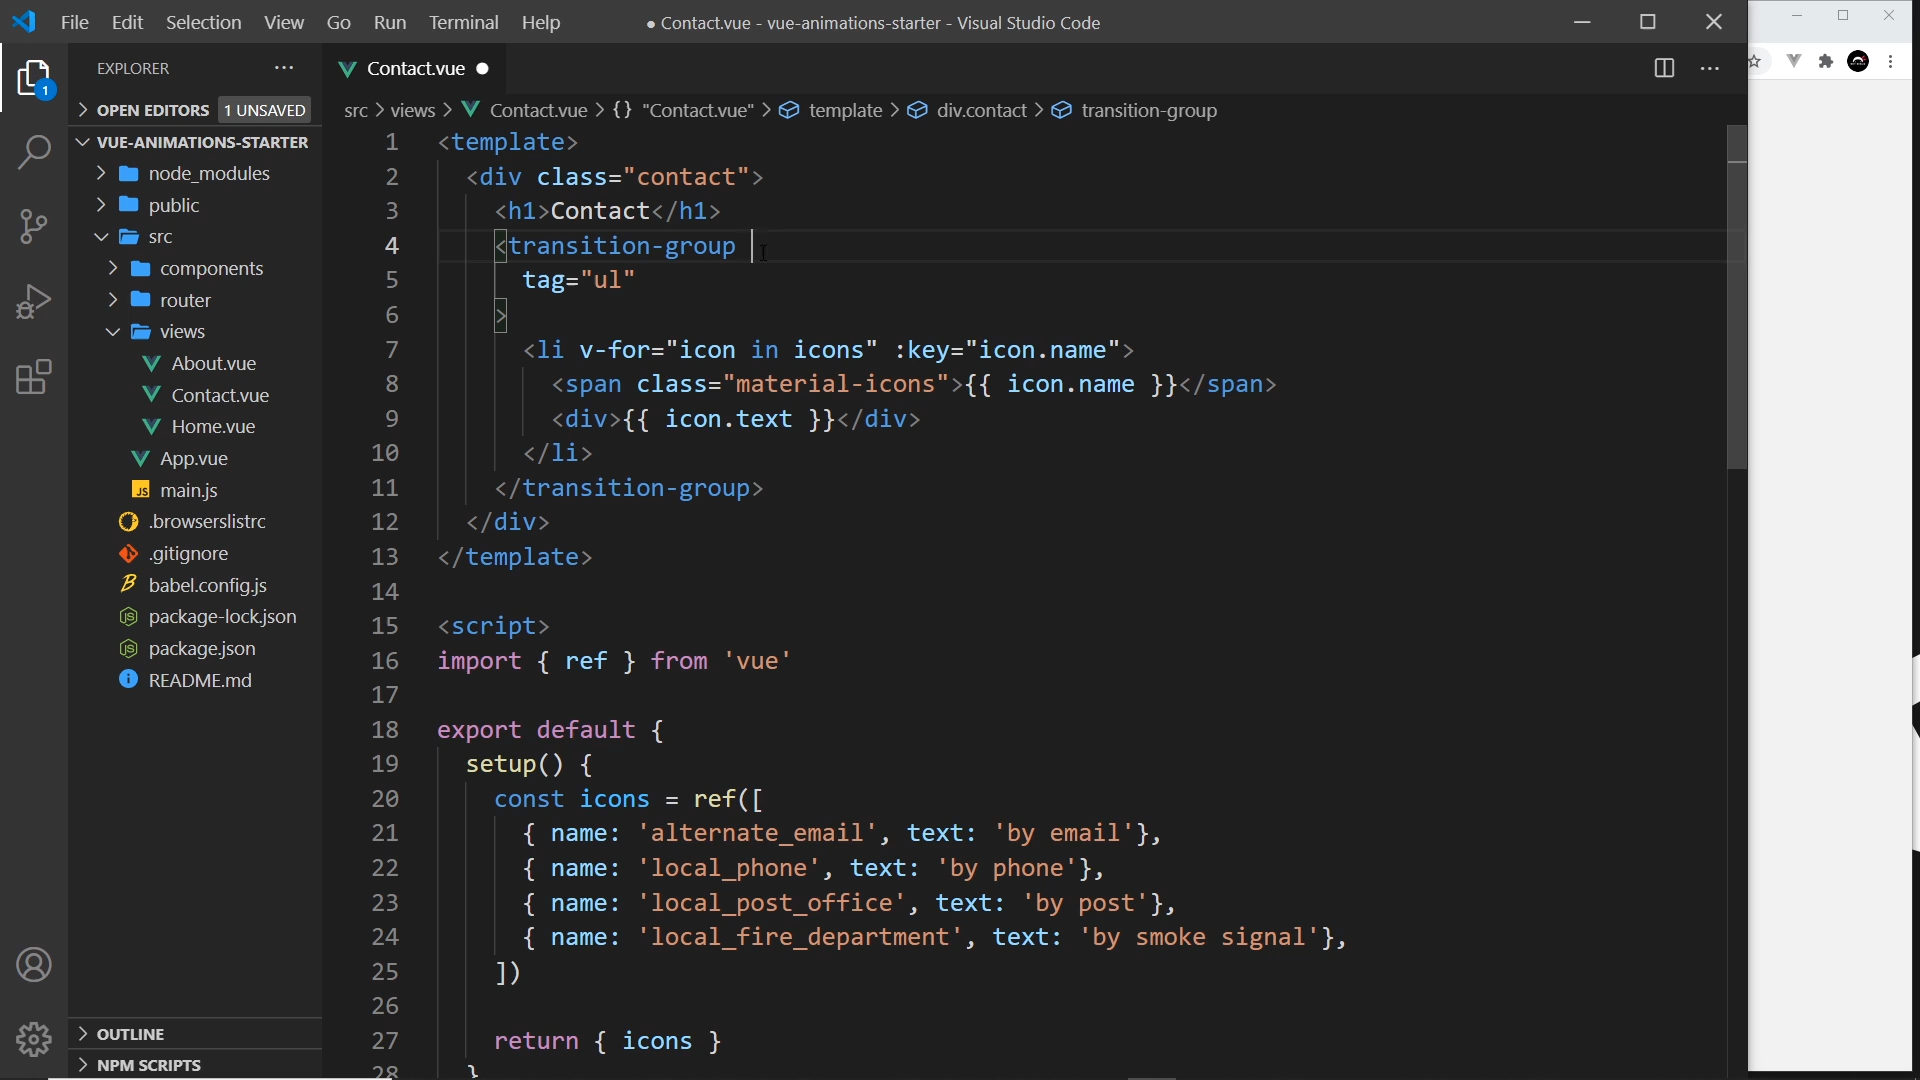 File Edit Selection View Go Run Terminal Help
● Contact.vue - vue-animations-starter - Visual Studio Code
EXPLORER
OPEN EDITORS 1 UNSAVED
VUE-ANIMATIONS-STARTER
node_modules
public
src
components
router
views
About.vue
Contact.vue
Home.vue
App.vue
JS main.js
.browserslistrc
.gitignore
babel.config.js
package-lock.json
package.json
README.md
OUTLINE
NPM SCRIPTS
1
Contact.vue ●
src > views > Contact.vue > {} "Contact.vue" > template > div.contact > transition-group
1 <template>
2 <div class="contact">
3 <h1>Contact</h1>
4 <transition-group
5 tag="ul"
6 >
7 <li v-for="icon in icons" :key="icon.name">
8 <span class="material-icons">{{ icon.name }}</span>
9 <div>{{ icon.text }}</div>
10 </li>
11 </transition-group>
12 </div>
13 </template>
14
15 <script>
16 import { ref } from 'vue'
17
18 export default {
19 setup() {
20 const icons = ref([
21 { name: 'alternate_email', text: 'by email'},
22 { name: 'local_phone', text: 'by phone'},
23 { name: 'local_post_office', text: 'by post'},
24 { name: 'local_fire_department', text: 'by smoke signal'},
25 ])
26
27 return { icons }
28 }